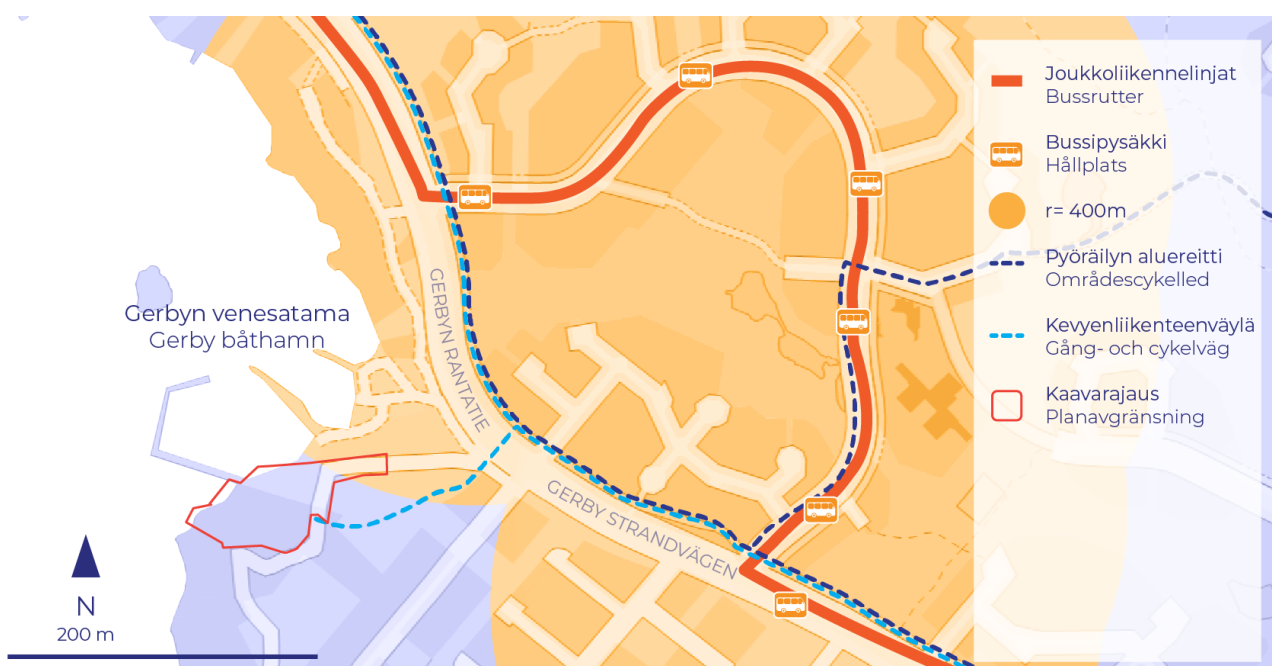 Joukkoliikennelinjat
Bussrutter
Bussipysäkki
Hållplats
r= 400m
Pyöräilyn aluereitti
Områdescykelled
Kevyenliikenteenväylä
Gång- och cykelväg
Kaavarajaus
Planavgränsning
GERBYN RANTATIE
Gerbyn venesatama
Gerby båthamn
GERBY STRANDVÄGEN
N
200 m